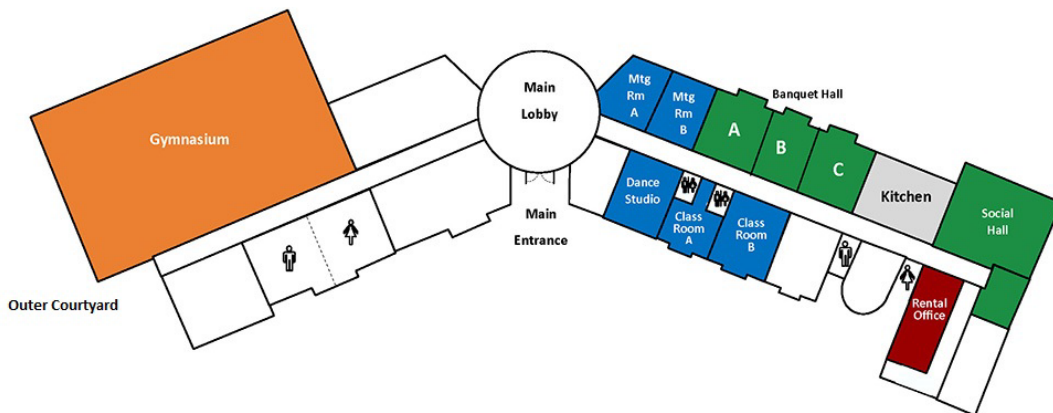 Gymnasium
Outer Courtyard
Main
Lobby
Main
Entrance
Mtg
Rm
A
Mtg
Rm
B
Banquet Hall
A
B
C
Kitchen
Social
Hall
Dance
Studio
Class
Room
A
Class
Room
B
Rental
Office